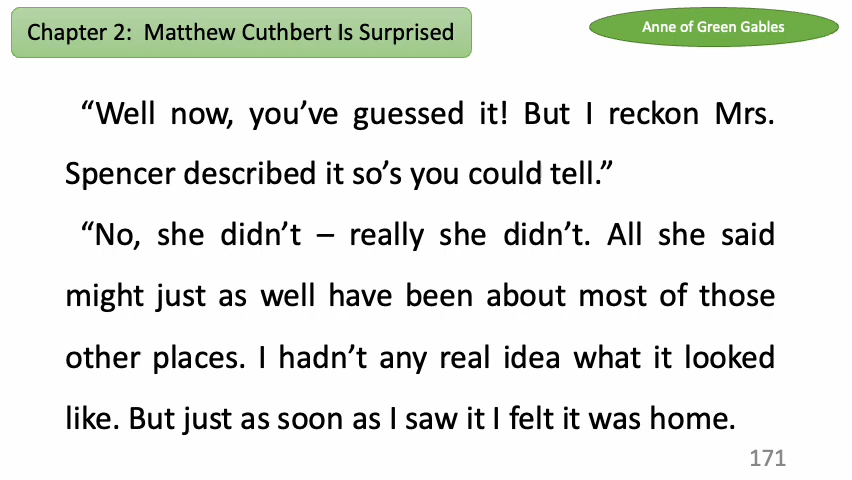 Chapter 2:  Matthew Cuthbert Is Surprised
Anne of Green Gables
“Well now, you’ve guessed it! But I reckon Mrs.
Spencer described it so’s you could tell.”
“No, she didn’t – really she didn’t. All she said
might just as well have been about most of those
other places. I hadn’t any real idea what it looked
like. But just as soon as I saw it I felt it was home.
171